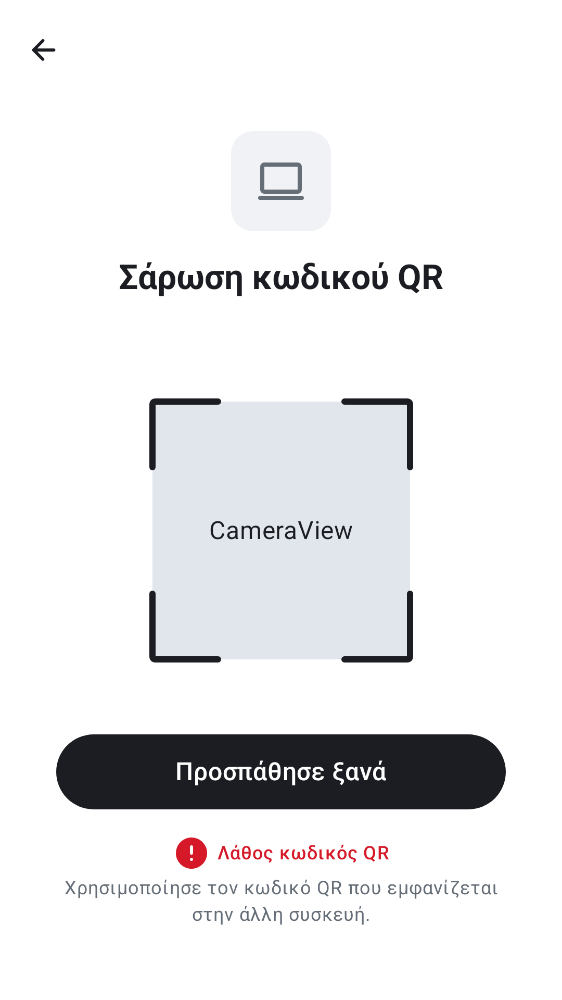 Σάρωση κωδικού QR
CameraView
Προσπάθησε ξανά
Λάθος κωδικός QR
Χρησιμοποίησε τον κωδικό QR που εμφανίζεται
στην άλλη συσκευή.